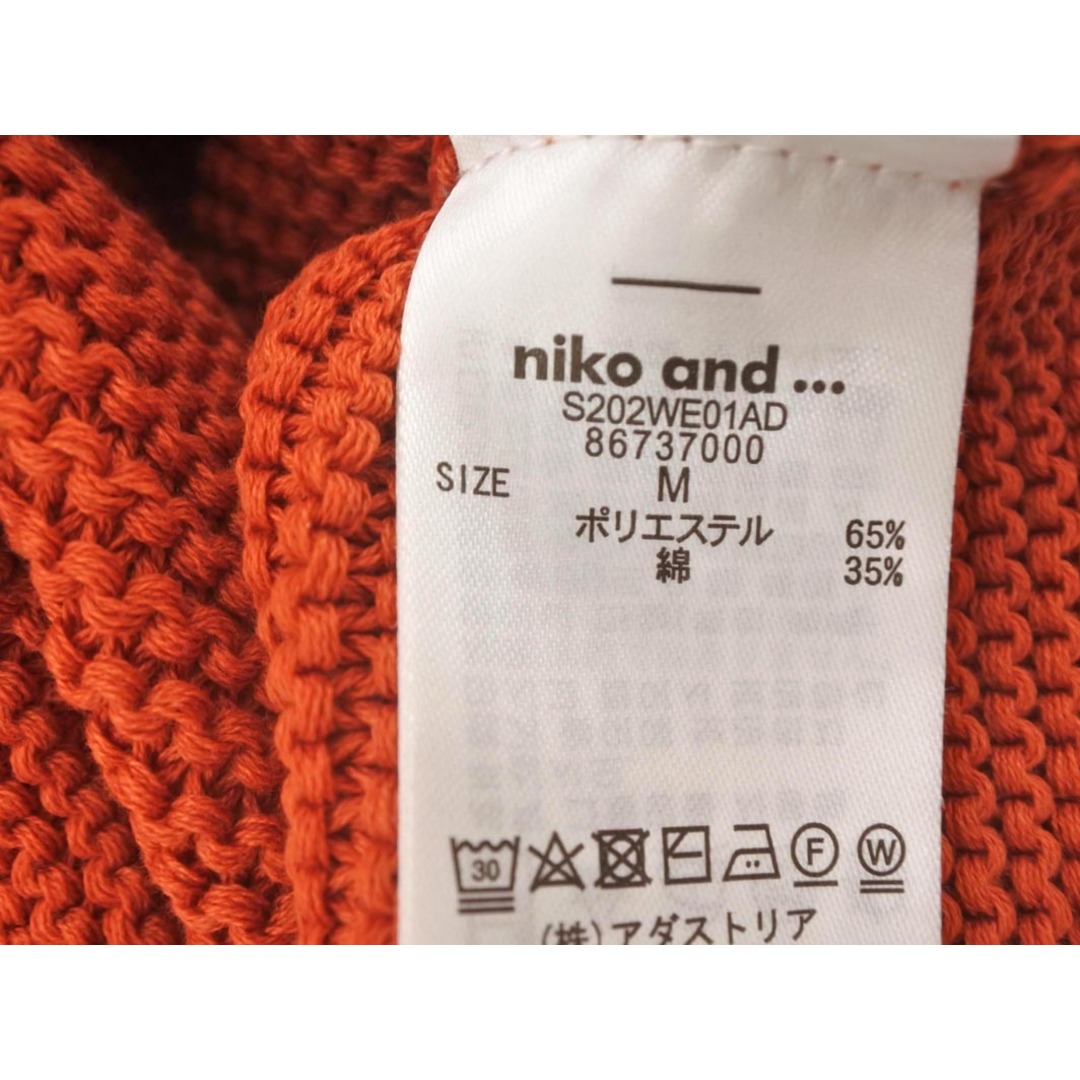 niko and ...
S202WE01AD
86737000
SIZE M
ポリエステル 65%
綿 35%
30 F W
(株)アダストリア